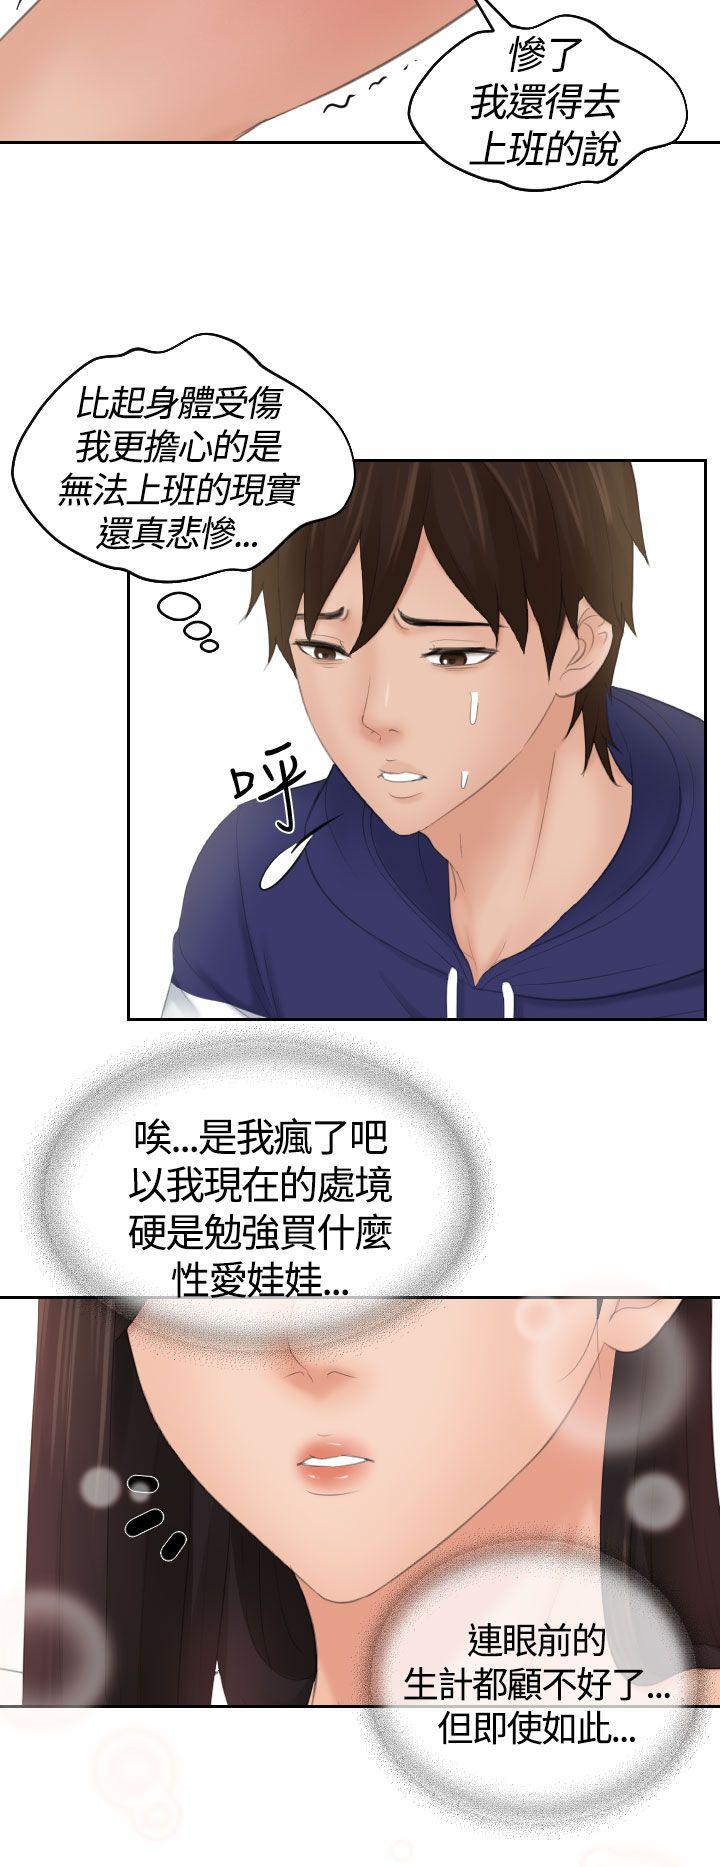 慘了
我還得去
上班的說
比起身體受傷
我更擔心的是
無法上班的現實
還真悲慘...
呼
唉...是我瘋了吧
以我現在的處境
硬是勉強買什麼
性愛娃娃...
連眼前的
生計都顧不好了...
但即使如此...